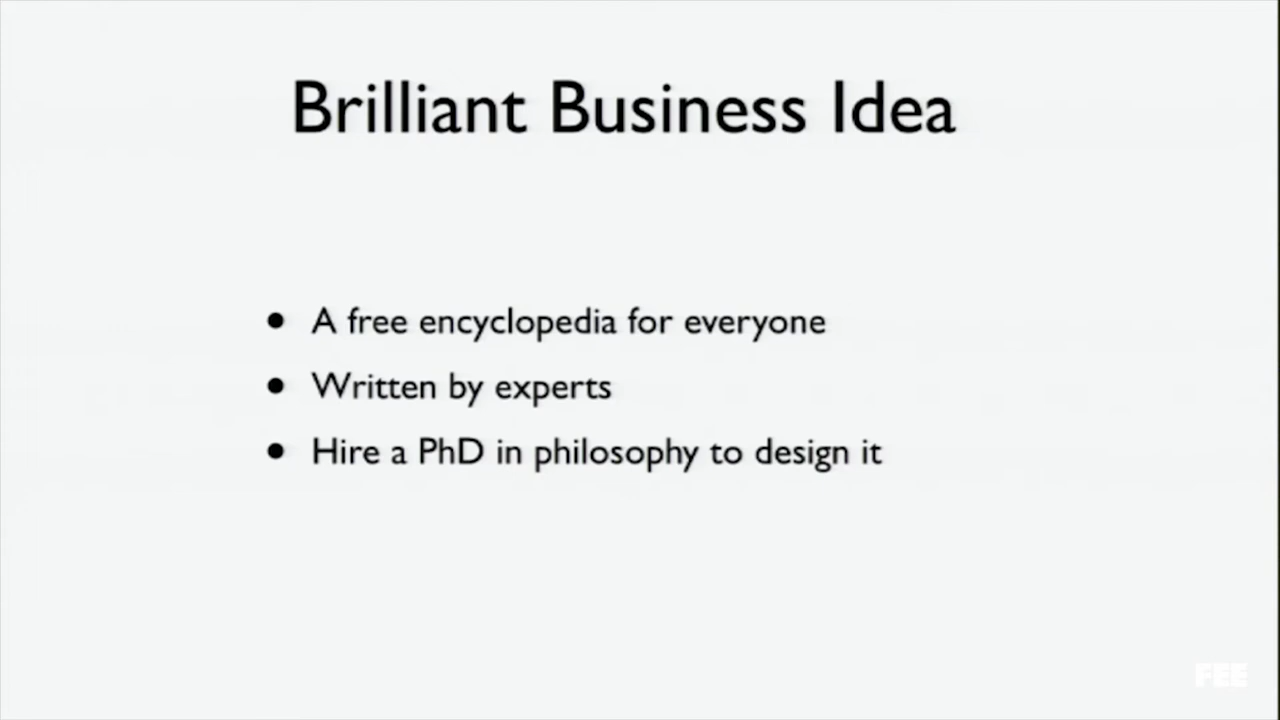 Brilliant Business Idea
• A free encyclopedia for everyone
• Written by experts
• Hire a PhD in philosophy to design it
FEE